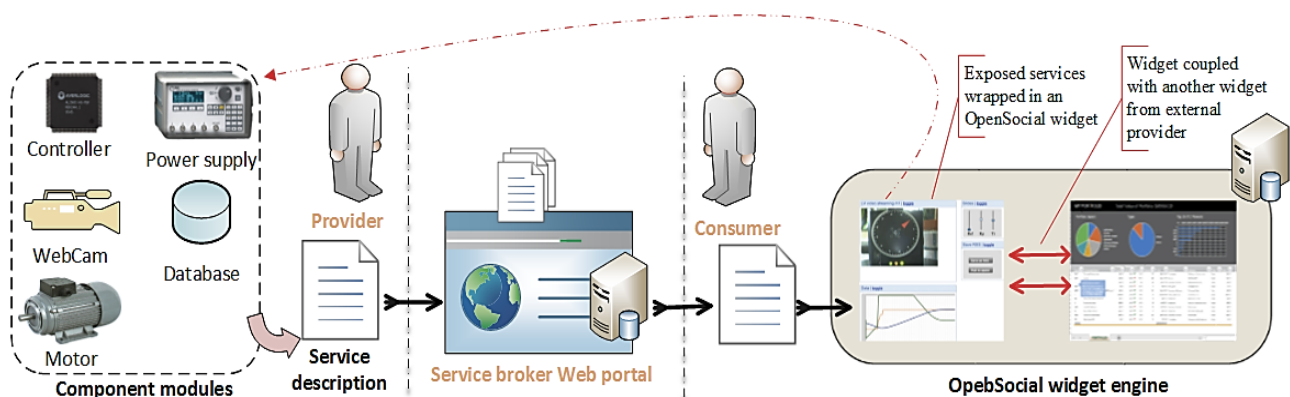 Controller
Power supply
WebCam
Database
Motor
Component modules
Provider
Service
description
Service broker Web portal
Consumer
Exposed services
wrapped in an
OpenSocial widget
Widget coupled
with another widget
from external
provider
OpebSocial widget engine